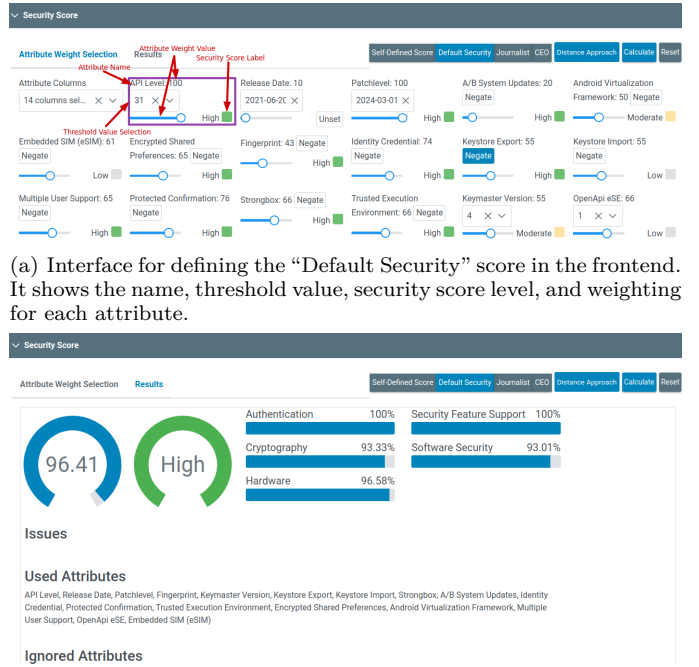 Security Score
Attribute Weight Selection Results Self-Defined Score Default Security Journalist CEO Distance Approach Calculate Reset
Attribute Weight Value
Security Score Label
Attribute Name
Attribute Columns API Level: 100 Release Date: 10 Patchlevel: 100 A/B System Updates: 20 Android Virtualization
14 columns sel... 31 2021-06-20 2024-03-01 Negate Framework: 50 Negate
High Unset High High Moderate
Threshold Value Selection
Embedded SIM (eSIM): 61 Encrypted Shared Fingerprint: 43 Negate Identity Credential: 74 Keystore Export: 55 Keystore Import: 55
Negate Preferences: 65 Negate Negate Negate Negate
Low High High High High Low
Multiple User Support: 65 Protected Confirmation: 76 Strongbox: 66 Negate Trusted Execution Keymaster Version: 55 OpenApi eSE: 66
Negate Negate Environment: 66 Negate 4 1
High High High High Moderate Low
(a) Interface for defining the “Default Security” score in the frontend.
It shows the name, threshold value, security score level, and weighting
for each attribute.
Security Score
Attribute Weight Selection Results Self-Defined Score Default Security Journalist CEO Distance Approach Calculate Reset
Authentication 100% Security Feature Support 100%
Cryptography 93.33% Software Security 93.01%
96.41 High
Hardware 96.58%
Issues
Used Attributes
API Level, Release Date, Patchlevel, Fingerprint, Keymaster Version, Keystore Export, Keystore Import, Strongbox, A/B System Updates, Identity
Credential, Protected Confirmation, Trusted Execution Environment, Encrypted Shared Preferences, Android Virtualization Framework, Multiple
User Support, OpenApi eSE, Embedded SIM (eSIM)
Ignored Attributes